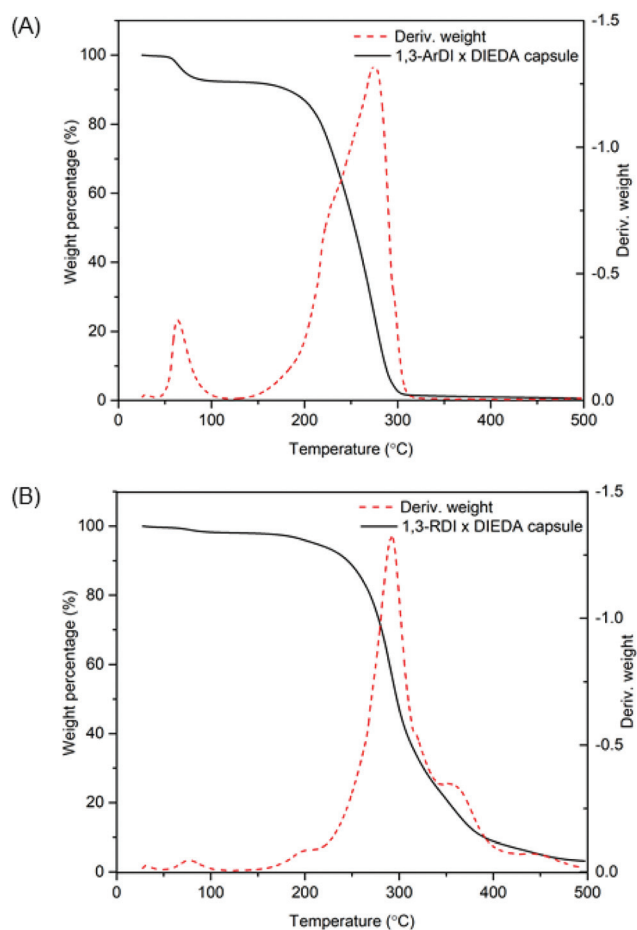 (A)
Deriv. weight
1,3-ArDI x DIEDA capsule
Weight percentage (%)
100
80
60
40
20
0
-1.5
-1.0
-0.5
0.0
Deriv. weight
0 100 200 300 400 500
Temperature (°C)
(B)
Deriv. weight
1,3-RDI x DIEDA capsule
Weight percentage (%)
100
80
60
40
20
0
-1.5
-1.0
-0.5
0.0
Deriv. weight
0 100 200 300 400 500
Temperature (°C)